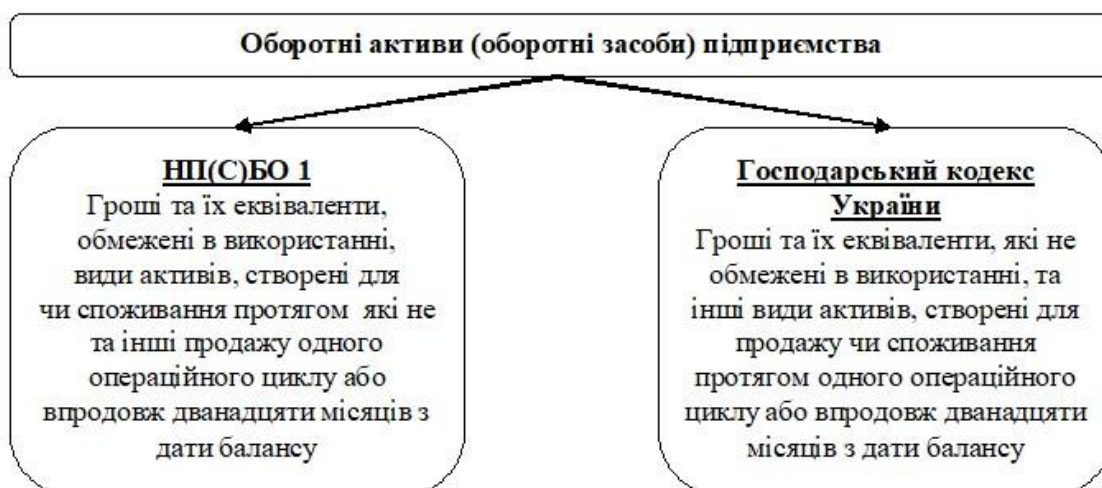 Оборотні активи (оборотні засоби) підприємства
НП(С)БО 1
Гроші та їх еквіваленти,
обмежені в використанні,
види активів, створені для
чи споживання протягом які не
та інші продажу одного
операційного циклу або
впродовж дванадцяти місяців з
дати балансу
Господарський кодекс
України
Гроші та їх еквіваленти, які не
обмежені в використанні, та
інші види активів, створені для
продажу чи споживання
протягом одного операційного
циклу або впродовж дванадцяти
місяців з дати балансу